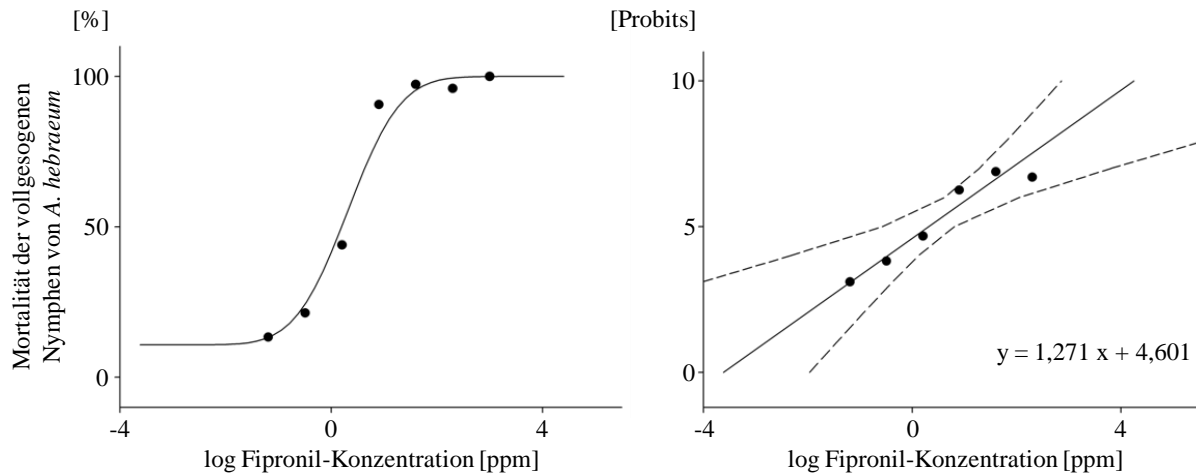 [%]
Mortalität der vollgesogenen
Nymphen von A. hebraeum
100
50
0
-4
0
4
log Fipronil-Konzentration [ppm]
[Probits]
10
5
0
y = 1,271 x + 4,601
-4
0
4
log Fipronil-Konzentration [ppm]